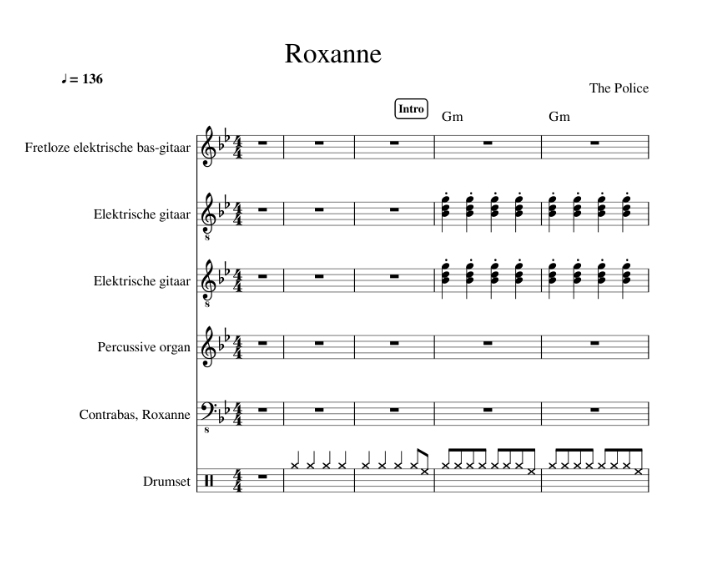 Roxanne
♩= 136
The Police
Intro
Gm Gm
Fretloze elektrische bas-gitaar
Elektrische gitaar
Elektrische gitaar
Percussive organ
Contrabas, Roxanne
Drumset